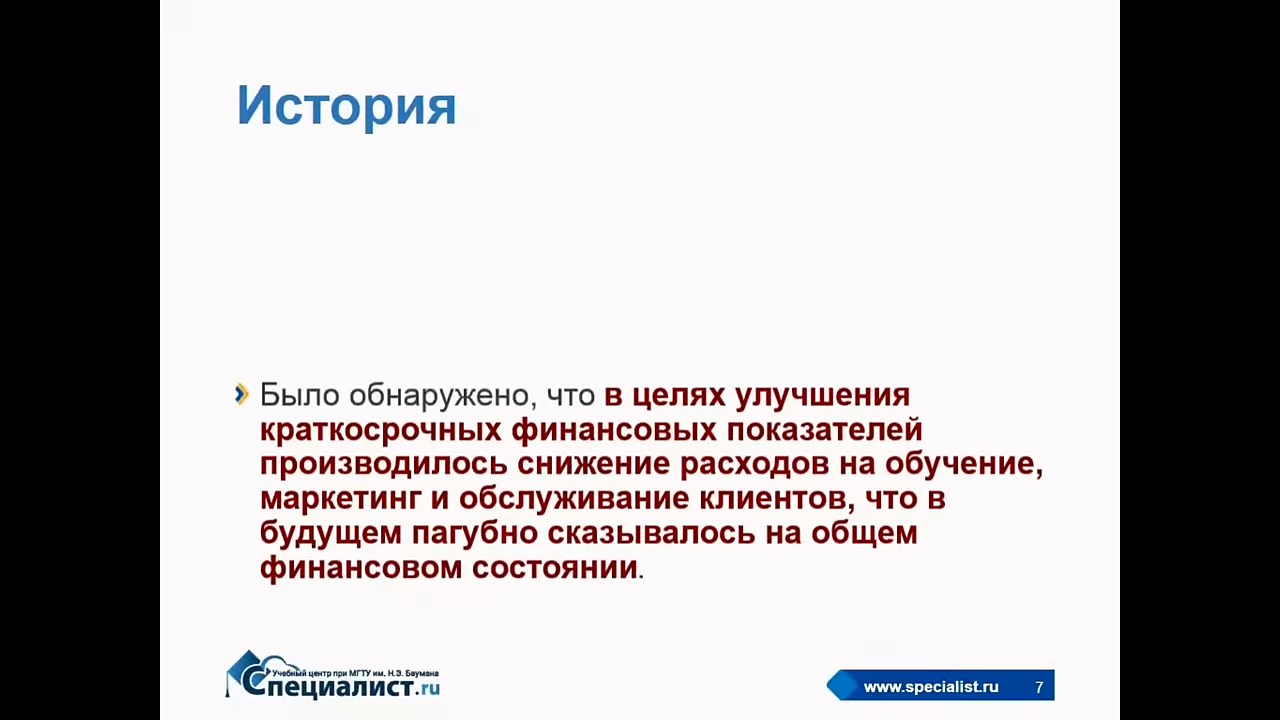 История
Было обнаружено, что в целях улучшения
краткосрочных финансовых показателей
производилось снижение расходов на обучение,
маркетинг и обслуживание клиентов, что в
будущем пагубно сказывалось на общем
финансовом состоянии.
Учебный центр при МГТУ им. Н.Э. Баумана
Специалист.ru
www.specialist.ru 7